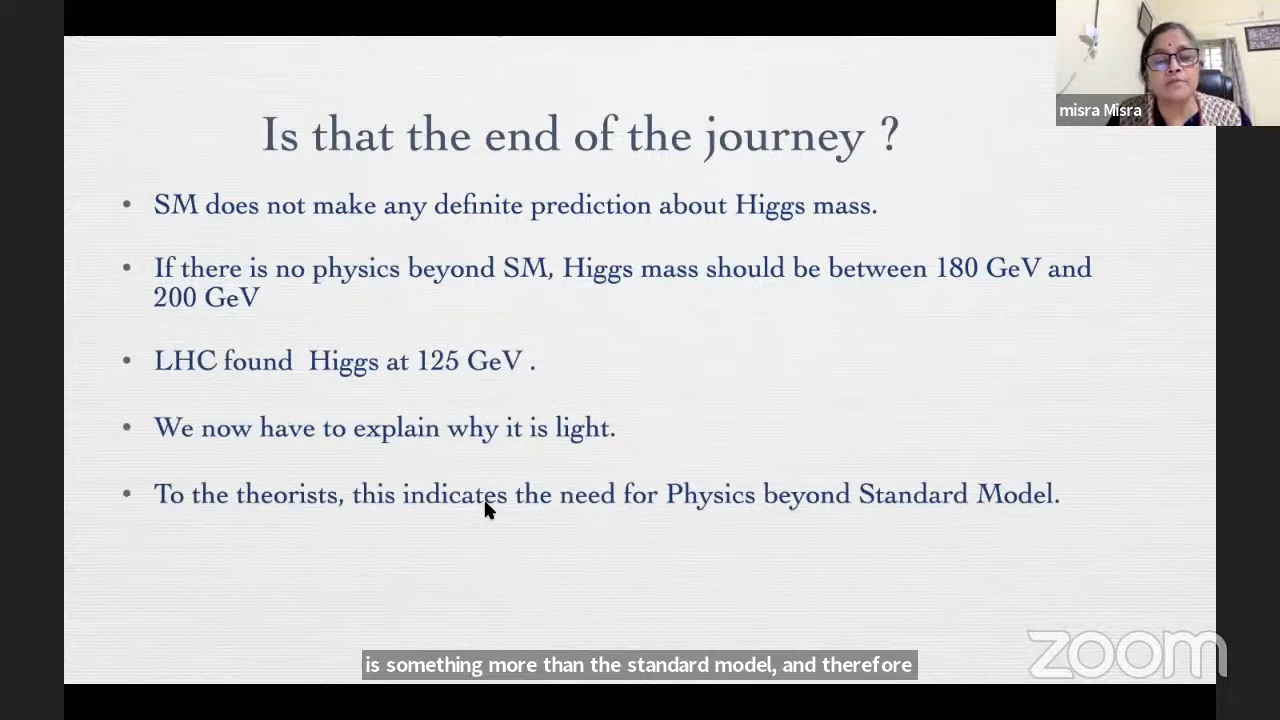 misra Misra
Is that the end of the journey ?
• SM does not make any definite prediction about Higgs mass.
• If there is no physics beyond SM, Higgs mass should be between 180 GeV and
200 GeV
• LHC found  Higgs at 125 GeV .
• We now have to explain why it is light.
• To the theorists, this indicates the need for Physics beyond Standard Model.
is something more than the standard model, and therefore
zoom